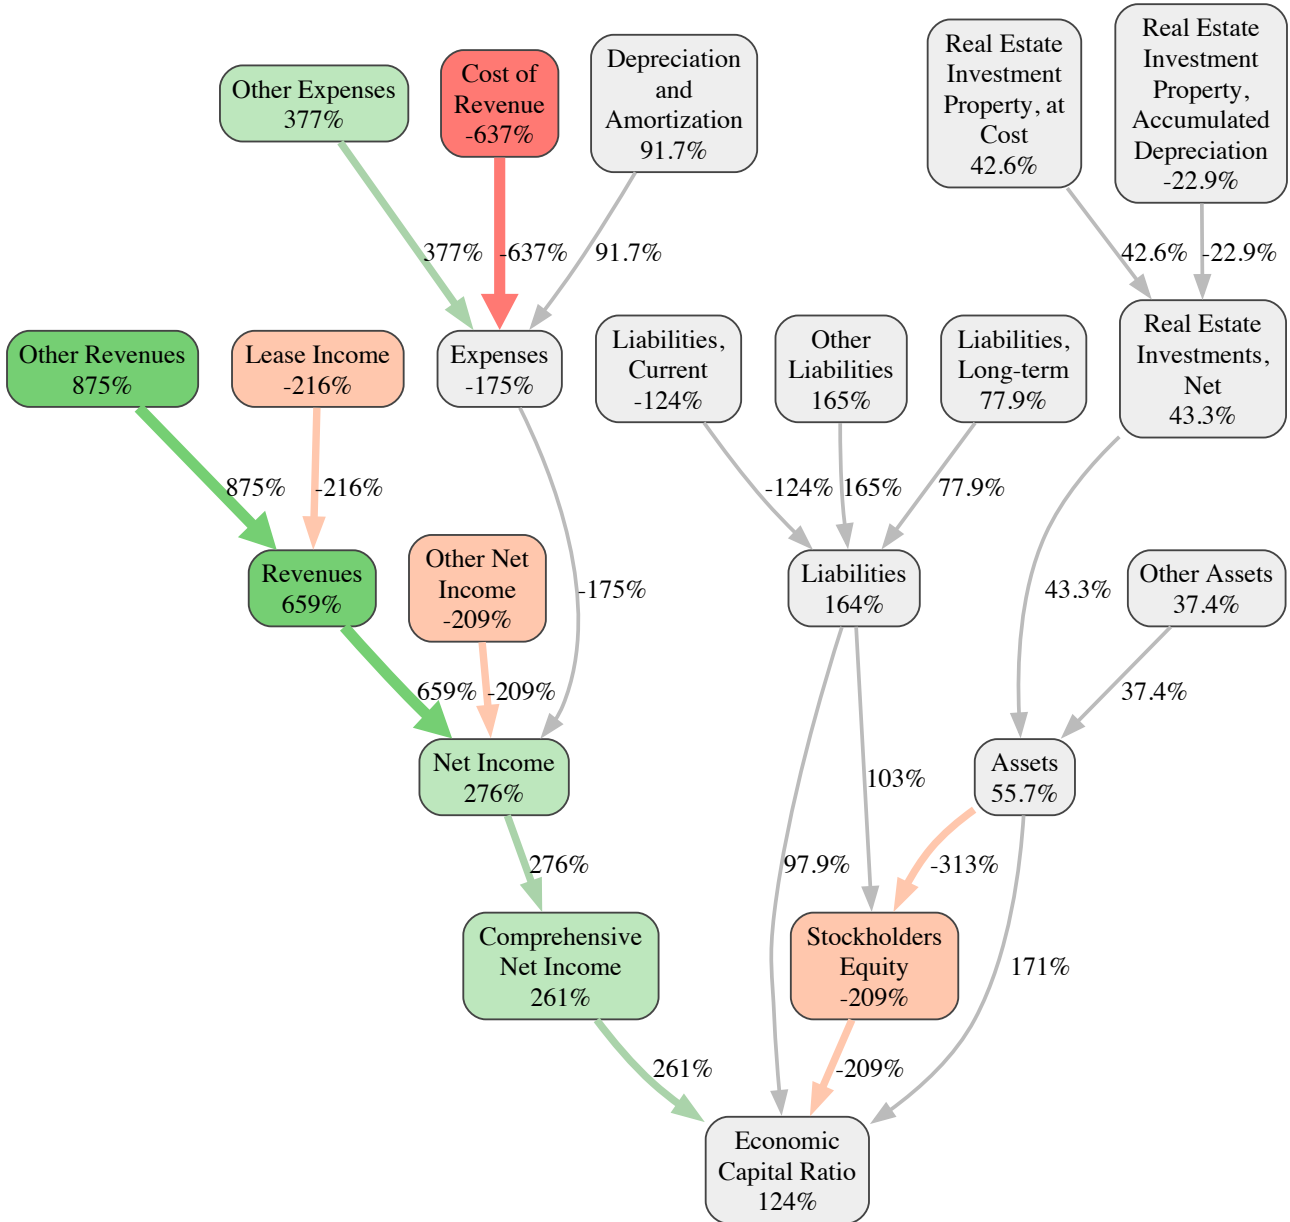 Other Expenses
377%
Cost of
Revenue
-637%
Depreciation
and
Amortization
91.7%
Real Estate
Investment
Property, at
Cost
42.6%
Real Estate
Investment
Property,
Accumulated
Depreciation
-22.9%
377%
-637%
91.7%
42.6%
-22.9%
Other Revenues
875%
Lease Income
-216%
Expenses
-175%
Liabilities,
Current
-124%
Other
Liabilities
165%
Liabilities,
Long-term
77.9%
Real Estate
Investments,
Net
43.3%
875%
-216%
-124%
165%
77.9%
Revenues
659%
Other Net
Income
-209%
-175%
Liabilities
164%
43.3%
Other Assets
37.4%
659%
-209%
37.4%
Net Income
276%
103%
Assets
55.7%
276%
97.9%
-313%
Comprehensive
Net Income
261%
Stockholders
Equity
-209%
171%
261%
-209%
Economic
Capital Ratio
124%